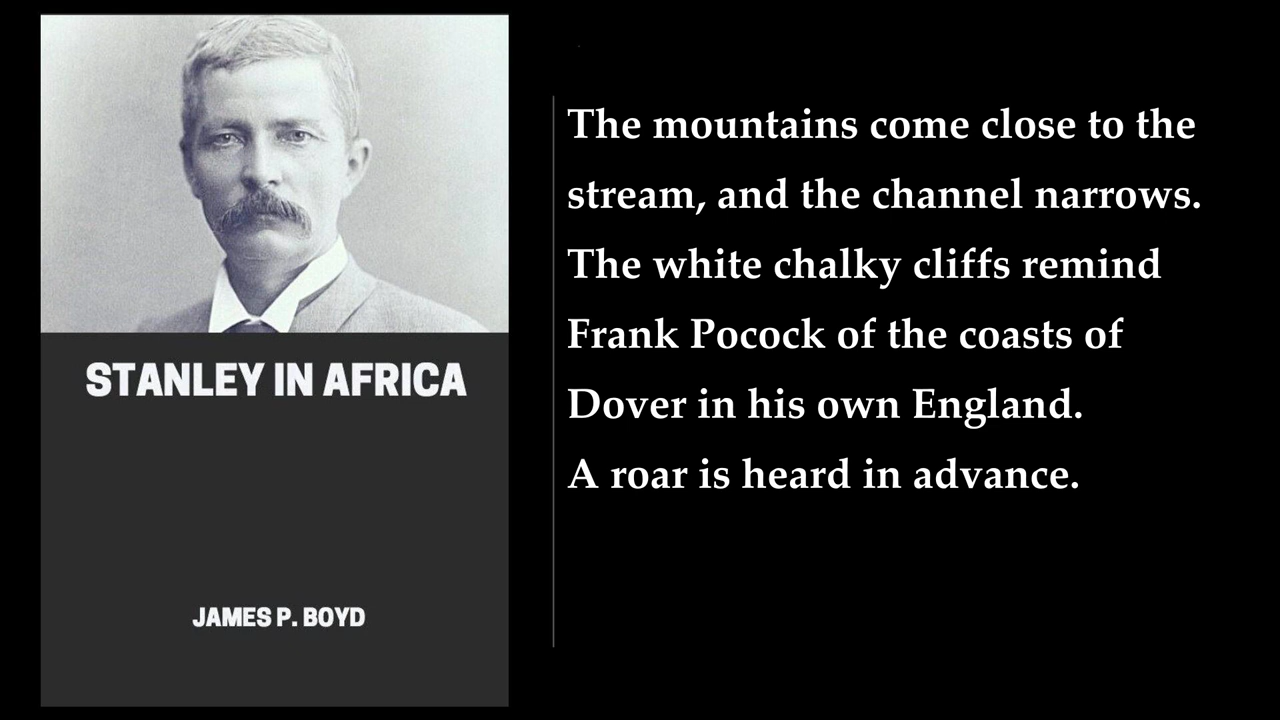 STANLEY IN AFRICA
JAMES P. BOYD
The mountains come close to the
stream, and the channel narrows.
The white chalky cliffs remind
Frank Pocock of the coasts of
Dover in his own England.
A roar is heard in advance.